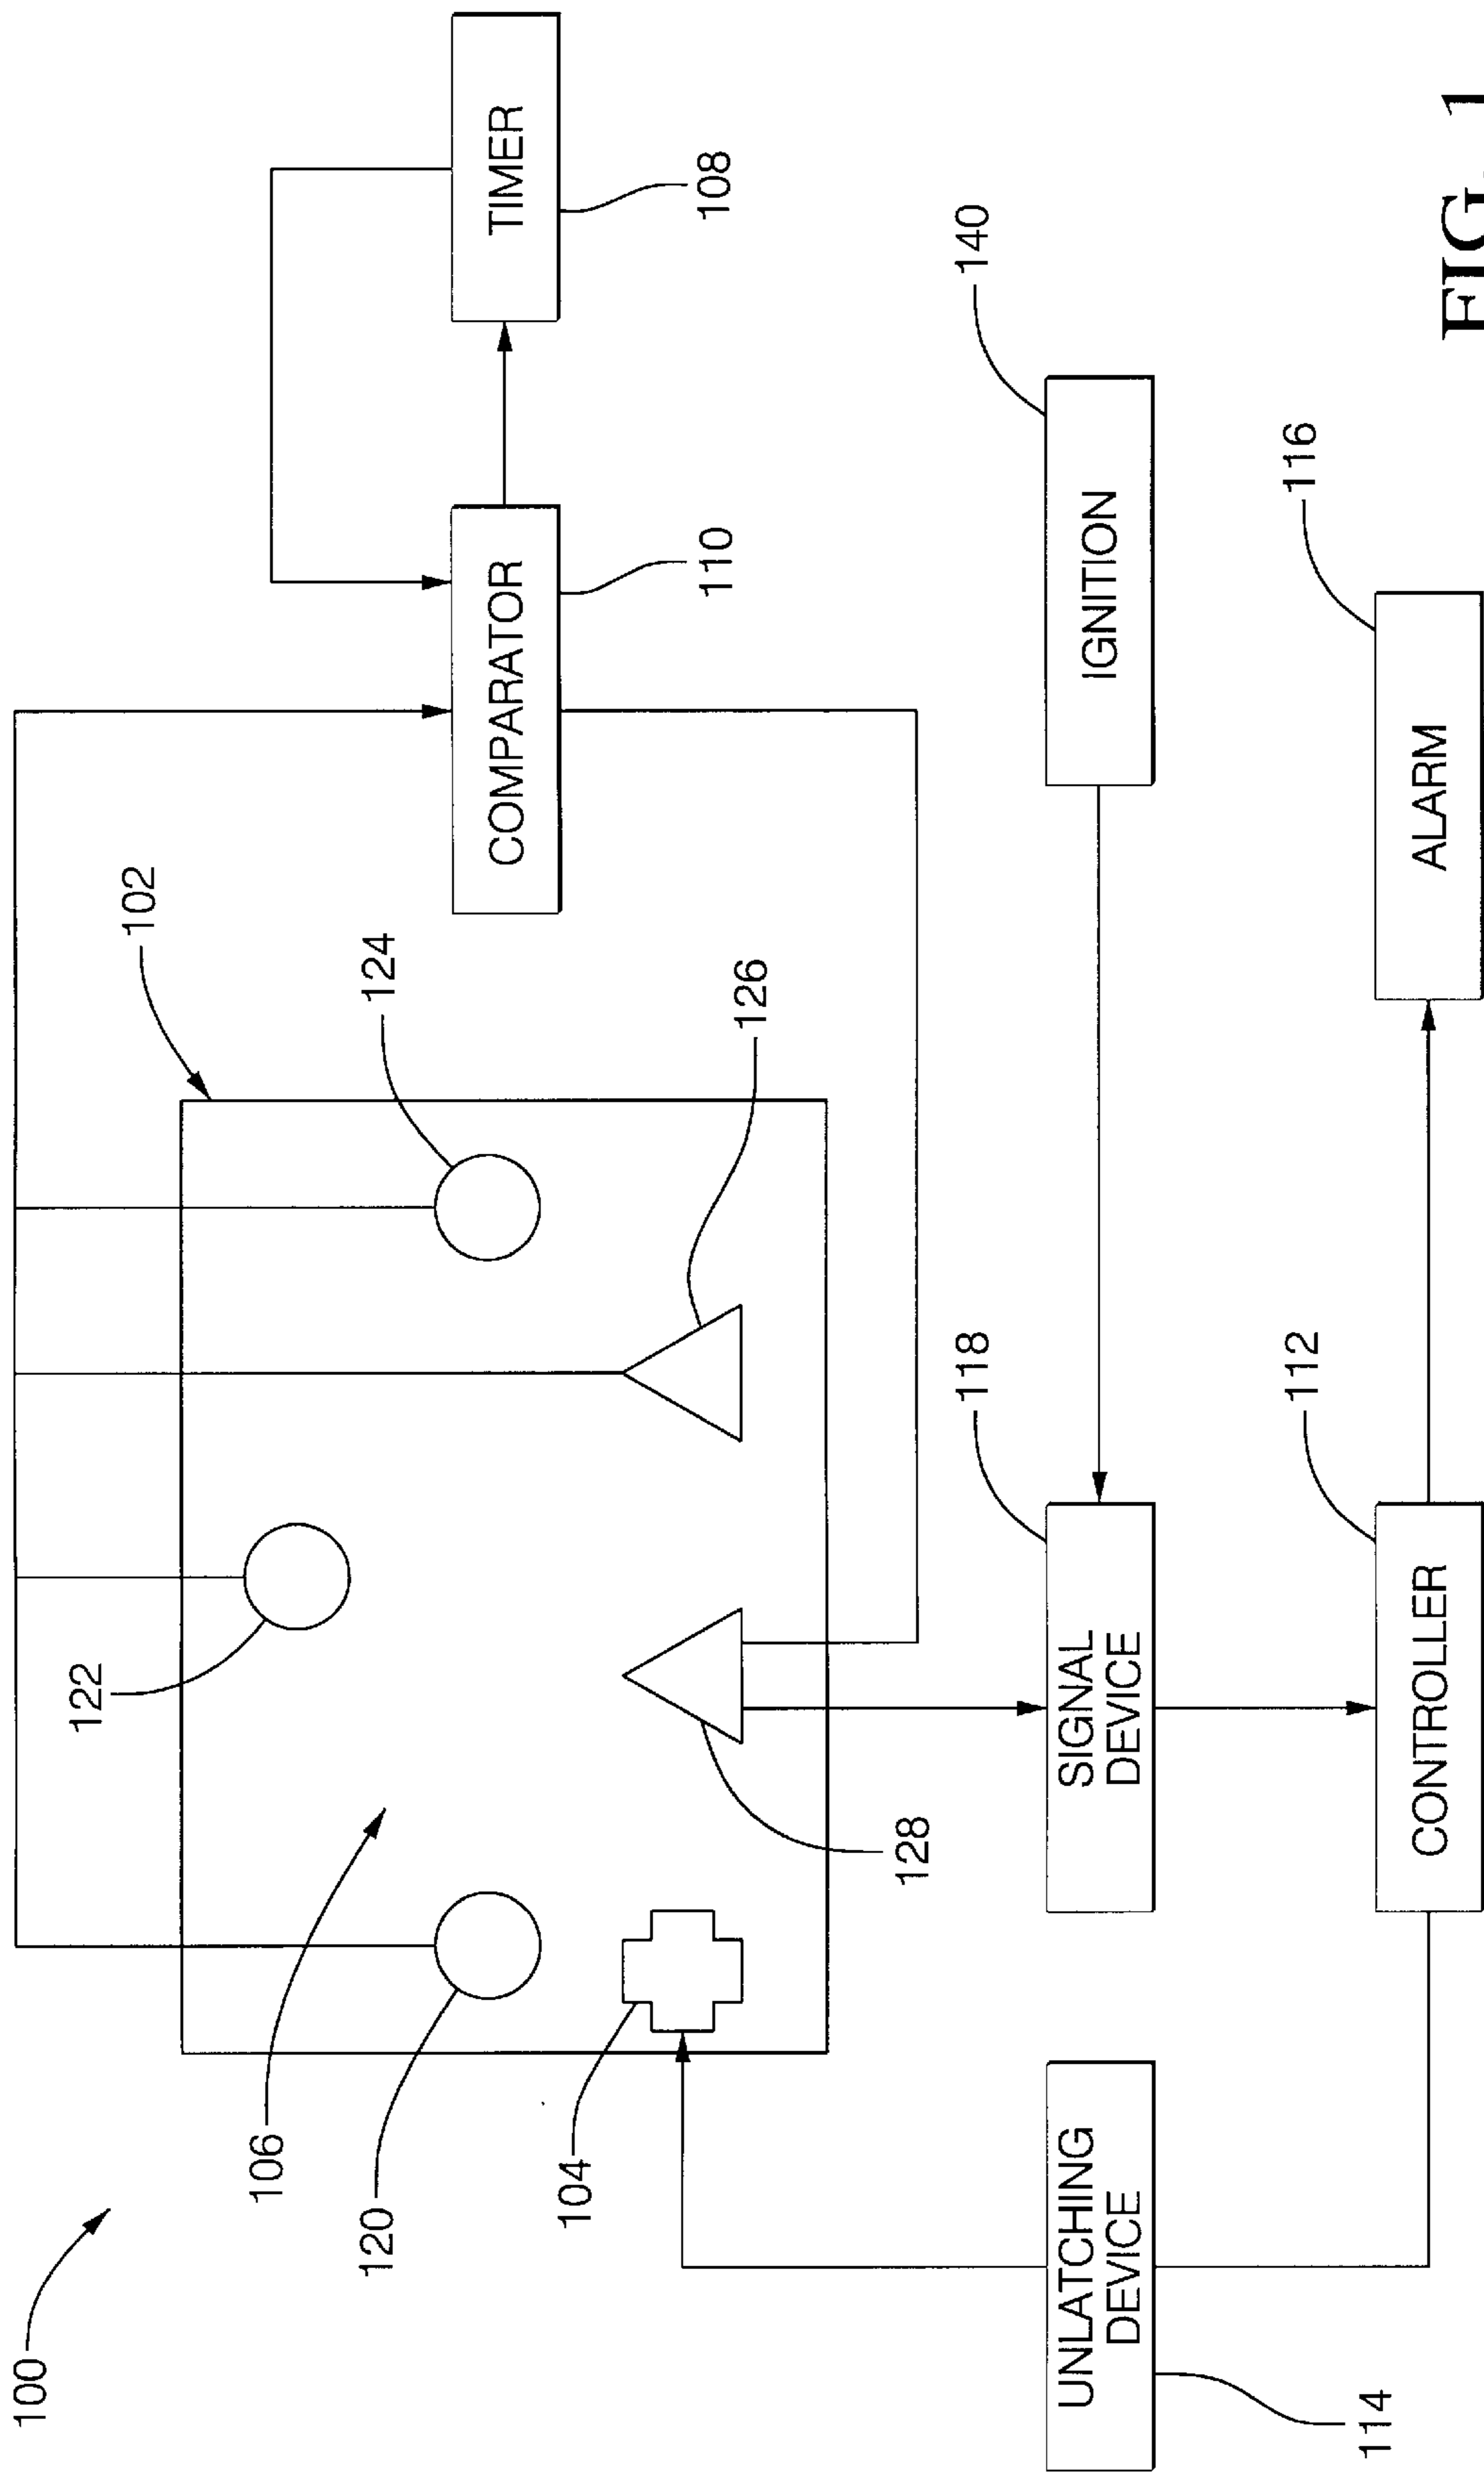 100
106
122
102
120
124
104
126
128
COMPARATOR
110
TIMER
108
UNLATCHING
DEVICE
114
SIGNAL
DEVICE
118
IGNITION
140
CONTROLLER
112
ALARM
116
FIG. 1